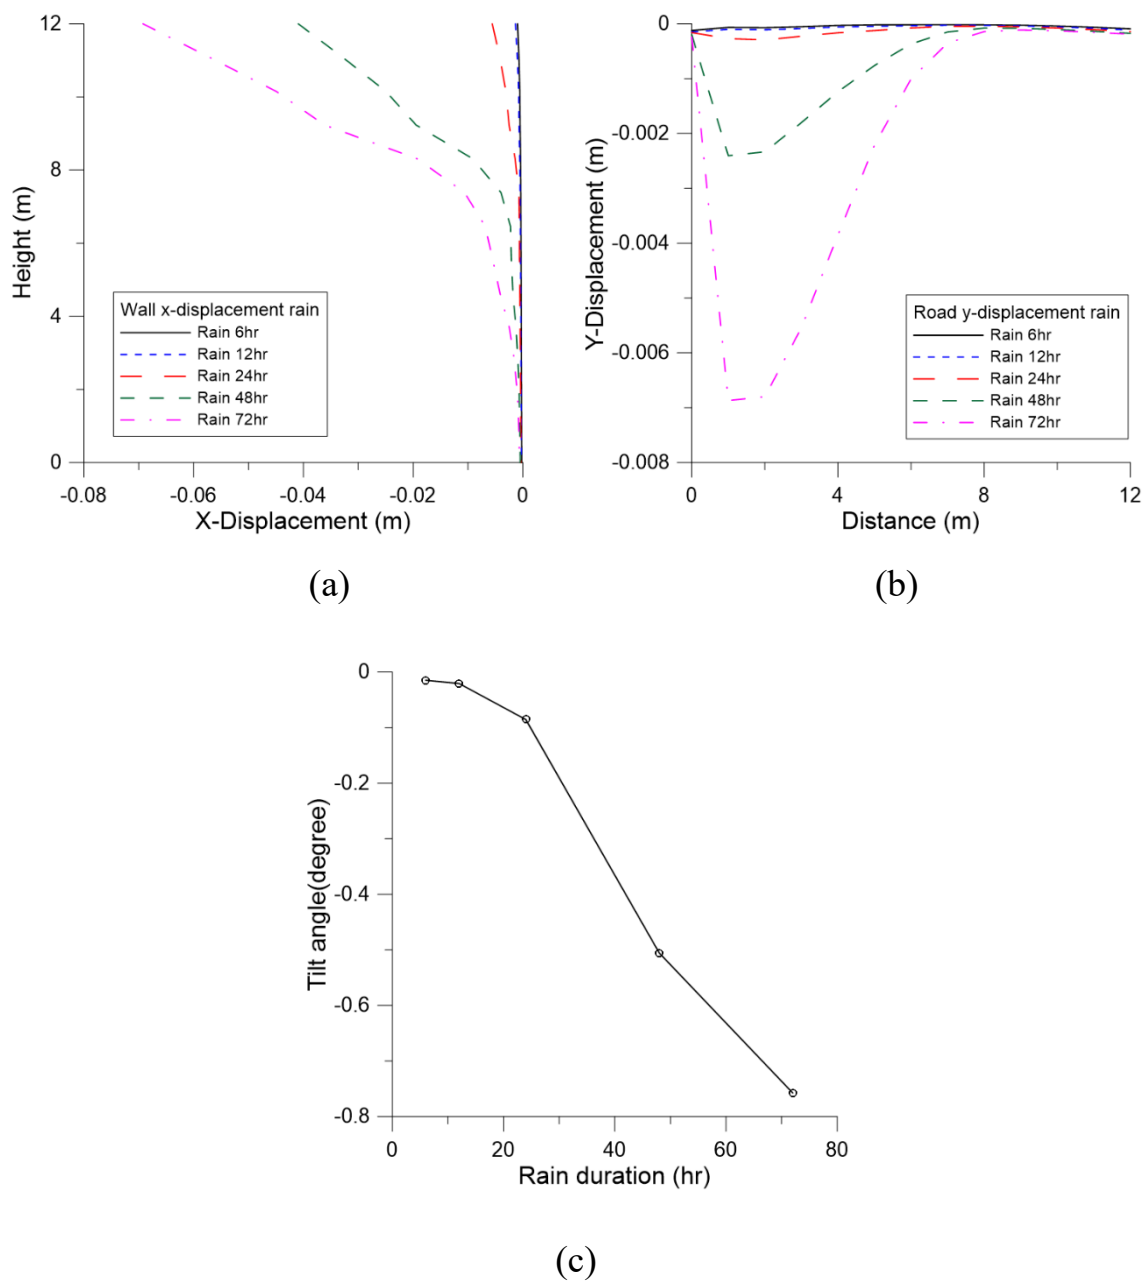 12
8
4
0
Height (m)
Wall x-displacement rain
Rain 6hr
Rain 12hr
Rain 24hr
Rain 48hr
Rain 72hr
-0.08
-0.06
-0.04
-0.02
0
X-Displacement (m)
(a)
0
-0.002
-0.004
-0.006
-0.008
Y-Displacement (m)
Road y-displacement rain
Rain 6hr
Rain 12hr
Rain 24hr
Rain 48hr
Rain 72hr
0
4
8
12
Distance (m)
(b)
0
-0.2
-0.4
-0.6
-0.8
Tilt angle(degree)
0
20
40
60
80
Rain duration (hr)
(c)